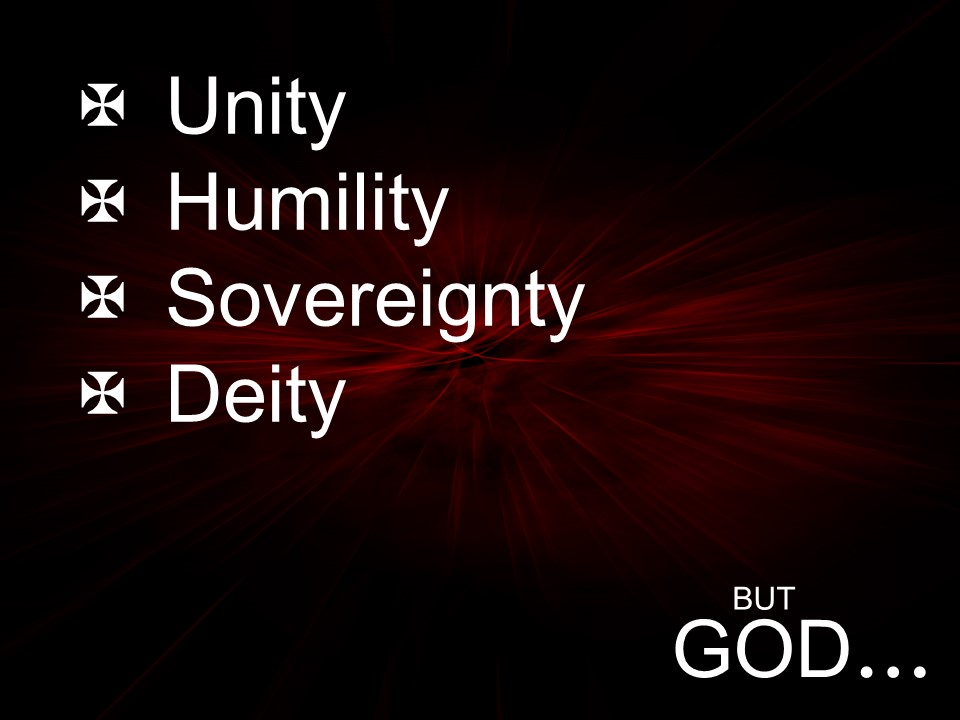 ✠ Unity
✠ Humility
✠ Sovereignty
✠ Deity
BUT
GOD...